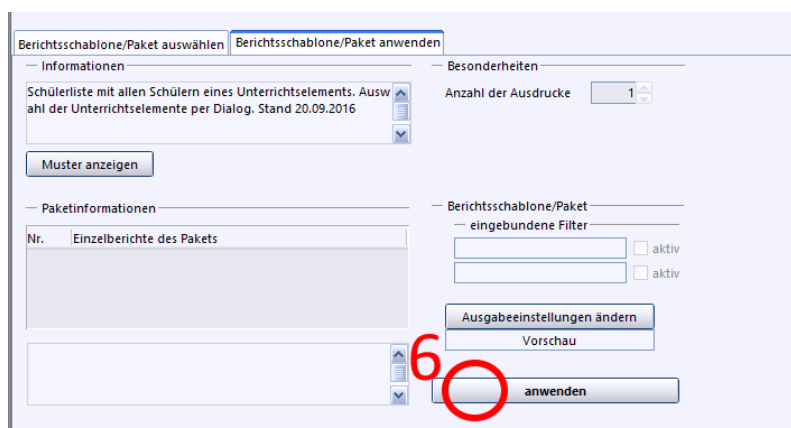 Berichtsschablone/Paket auswählen Berichtsschablone/Paket anwenden
Informationen
Schülerliste mit allen Schülern eines Unterrichtselements. Ausw
ahl der Unterrichtselemente per Dialog. Stand 20.09.2016
Muster anzeigen
Besonderheiten
Anzahl der Ausdrucke 1
Paketinformationen
Nr. Einzelberichte des Pakets
Berichtsschablone/Paket
eingebundene Filter
aktiv
aktiv
Ausgabeeinstellungen ändern
Vorschau
6
anwenden